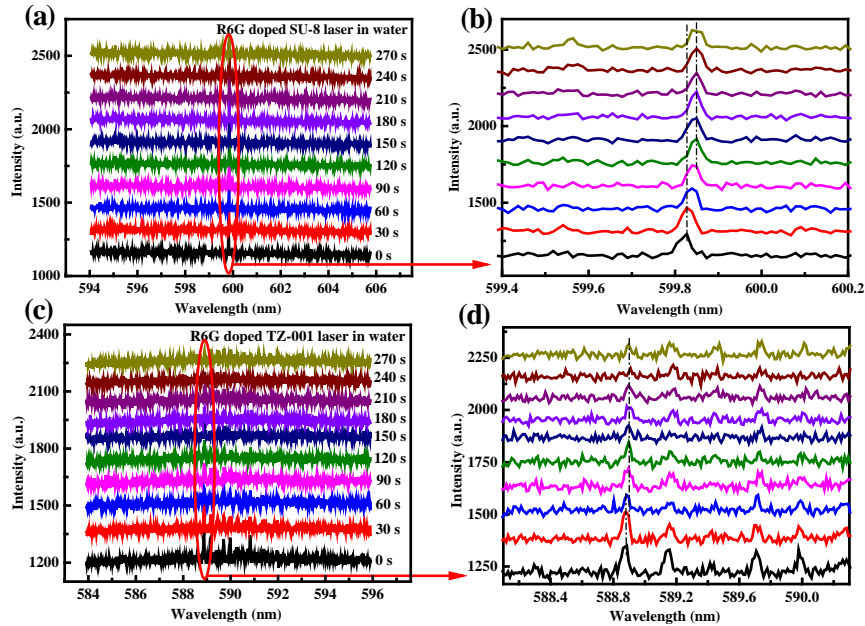 (a)
R6G doped SU-8 laser in water
2500
2000
1500
1000
Intensity (a.u.)
270 s
240 s
210 s
180 s
150 s
120 s
90 s
60 s
30 s
0 s
594 596 598 600 602 604 606
Wavelength (nm)
(b)
2500
2000
1500
1000
Intensity (a.u.)
599.4 599.6 599.8 600.0 600.2
Wavelength (nm)
(c)
R6G doped TZ-001 laser in water
2400
2100
1800
1500
1200
Intensity (a.u.)
270 s
240 s
210 s
180 s
150 s
120 s
90 s
60 s
30 s
0 s
584 586 588 590 592 594 596
Wavelength (nm)
(d)
2250
2000
1750
1500
1250
Intensity (a.u.)
588.4 588.8 589.2 589.6 590.0
Wavelength (nm)